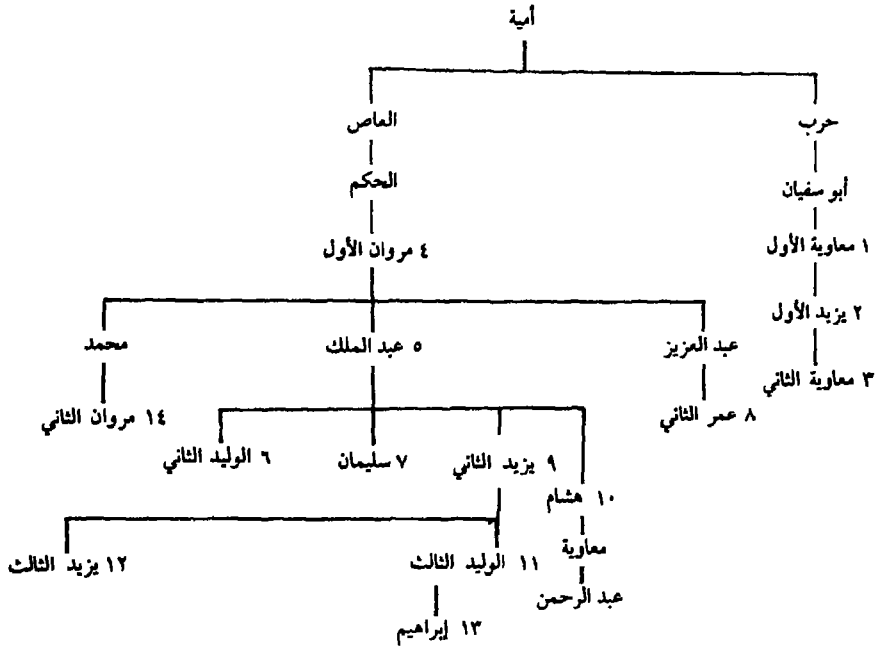 أمية
حرب
العاص
أبو سفيان
الحكم
١ معاوية الأول
٤ مروان الأول
٢ يزيد الأول
عبد العزيز
٥ عبد الملك
محمد
٣ معاوية الثاني
٨ عمر الثاني
١٤ مروان الثاني
٩ يزيد الثاني
٧ سليمان
٦ الوليد الثاني
١٠ هشام
معاوية
١١ الوليد الثالث
١٢ يزيد الثالث
عبد الرحمن
١٣ إبراهيم